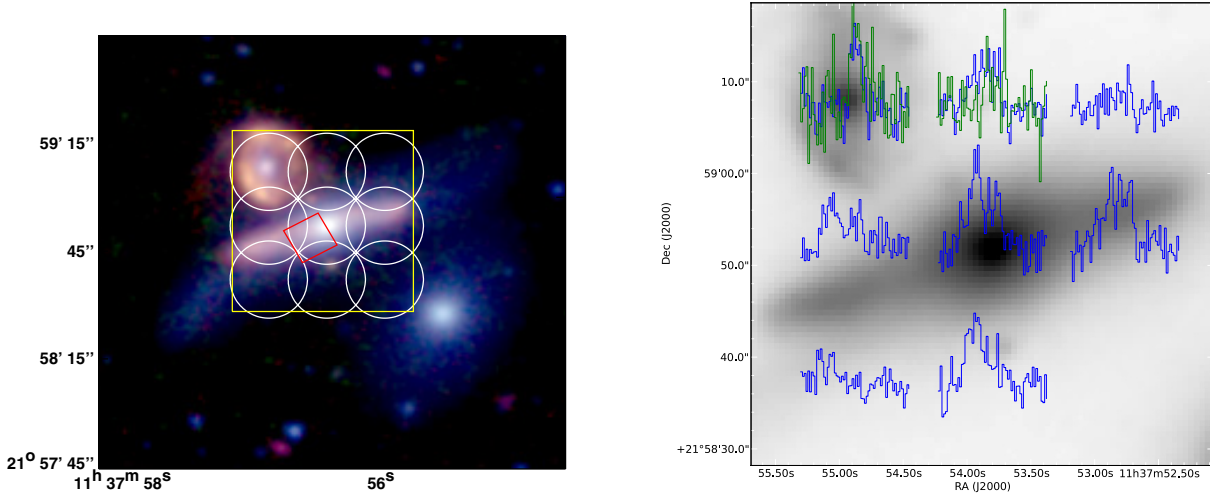 59' 15’’
45’’
58' 15’’
21° 57' 45’’
11ʰ 37ᵐ 58ˢ
56ˢ
10.0"
59'00.0"
50.0"
40.0"
+21°58'30.0"
Dec (J2000)
55.50s
55.00s
54.50s
54.00s
53.50s
53.00s
11h37m52.50s
RA (J2000)